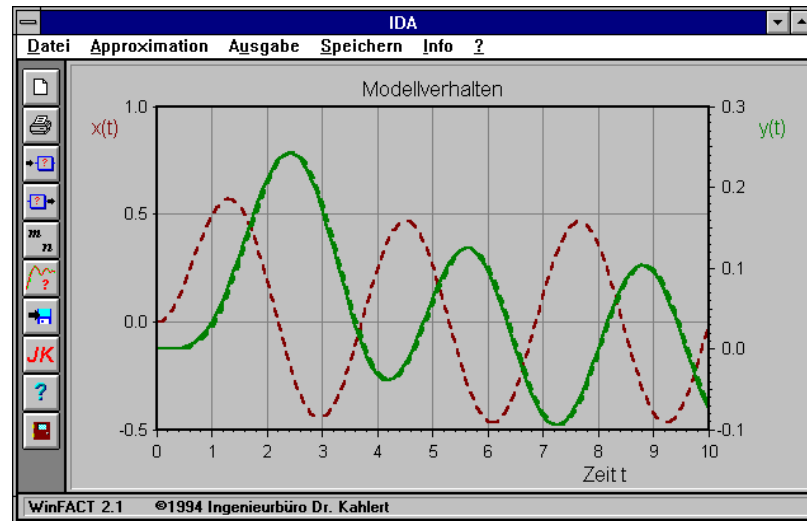 IDA
Datei Approximation Ausgabe Speichern Info ?
Modellverhalten
1.0
x(t)
0.5
0.0
-0.5
0.3
y(t)
0.2
0.1
0.0
-0.1
0 1 2 3 4 5 6 7 8 9 10
Zeit t
?
?
m
n
?
JK
?
WinFACT 2.1 ©1994 Ingenieurbüro Dr. Kahlert